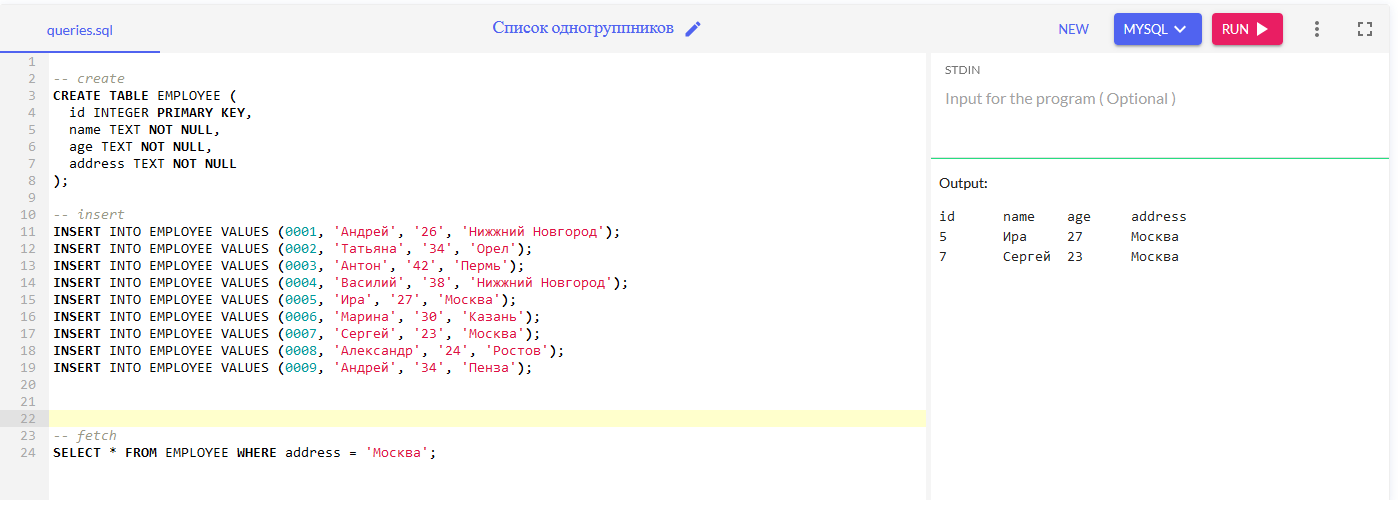 queries.sql
Список одногруппников
NEW
MYSQL
RUN
1
2 -- create
3 CREATE TABLE EMPLOYEE (
4 id INTEGER PRIMARY KEY,
5 name TEXT NOT NULL,
6 age TEXT NOT NULL,
7 address TEXT NOT NULL
8 );
9
10 -- insert
11 INSERT INTO EMPLOYEE VALUES (0001, 'Андрей', '26', 'Нижжний Новгород');
12 INSERT INTO EMPLOYEE VALUES (0002, 'Татьяна', '34', 'Орел');
13 INSERT INTO EMPLOYEE VALUES (0003, 'Антон', '42', 'Пермь');
14 INSERT INTO EMPLOYEE VALUES (0004, 'Василий', '38', 'Нижжний Новгород');
15 INSERT INTO EMPLOYEE VALUES (0005, 'Ира', '27', 'Москва');
16 INSERT INTO EMPLOYEE VALUES (0006, 'Марина', '30', 'Казань');
17 INSERT INTO EMPLOYEE VALUES (0007, 'Сергей', '23', 'Москва');
18 INSERT INTO EMPLOYEE VALUES (0008, 'Александр', '24', 'Ростов');
19 INSERT INTO EMPLOYEE VALUES (0009, 'Андрей', '34', 'Пенза');
20
21
22
23 -- fetch
24 SELECT * FROM EMPLOYEE WHERE address = 'Москва';
STDIN
Input for the program ( Optional )
Output:
id name age address
5 Ира 27 Москва
7 Сергей 23 Москва